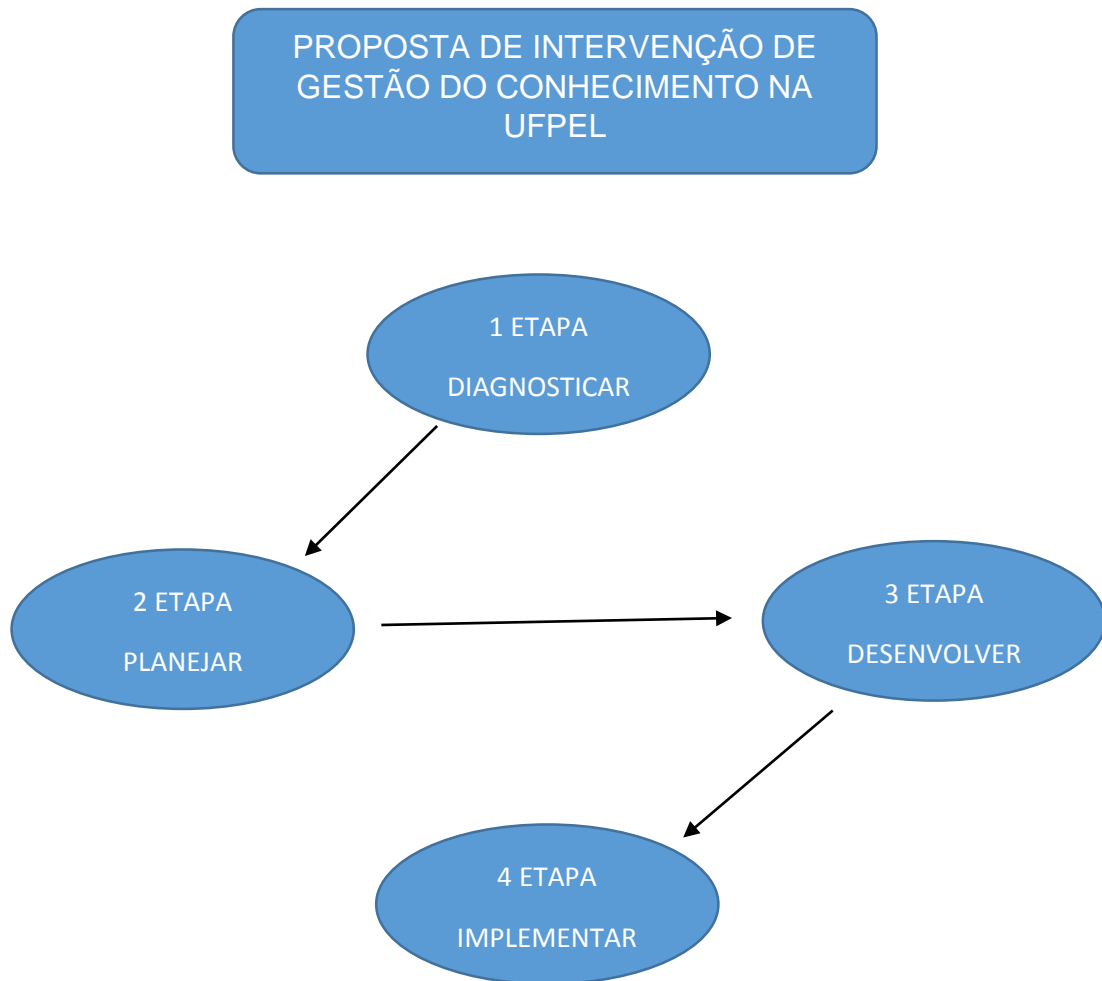 PROPOSTA DE INTERVENÇÃO DE
GESTÃO DO CONHECIMENTO NA
UFPEL
1 ETAPA
DIAGNOSTICAR
2 ETAPA
PLANEJAR
3 ETAPA
DESENVOLVER
4 ETAPA
IMPLEMENTAR